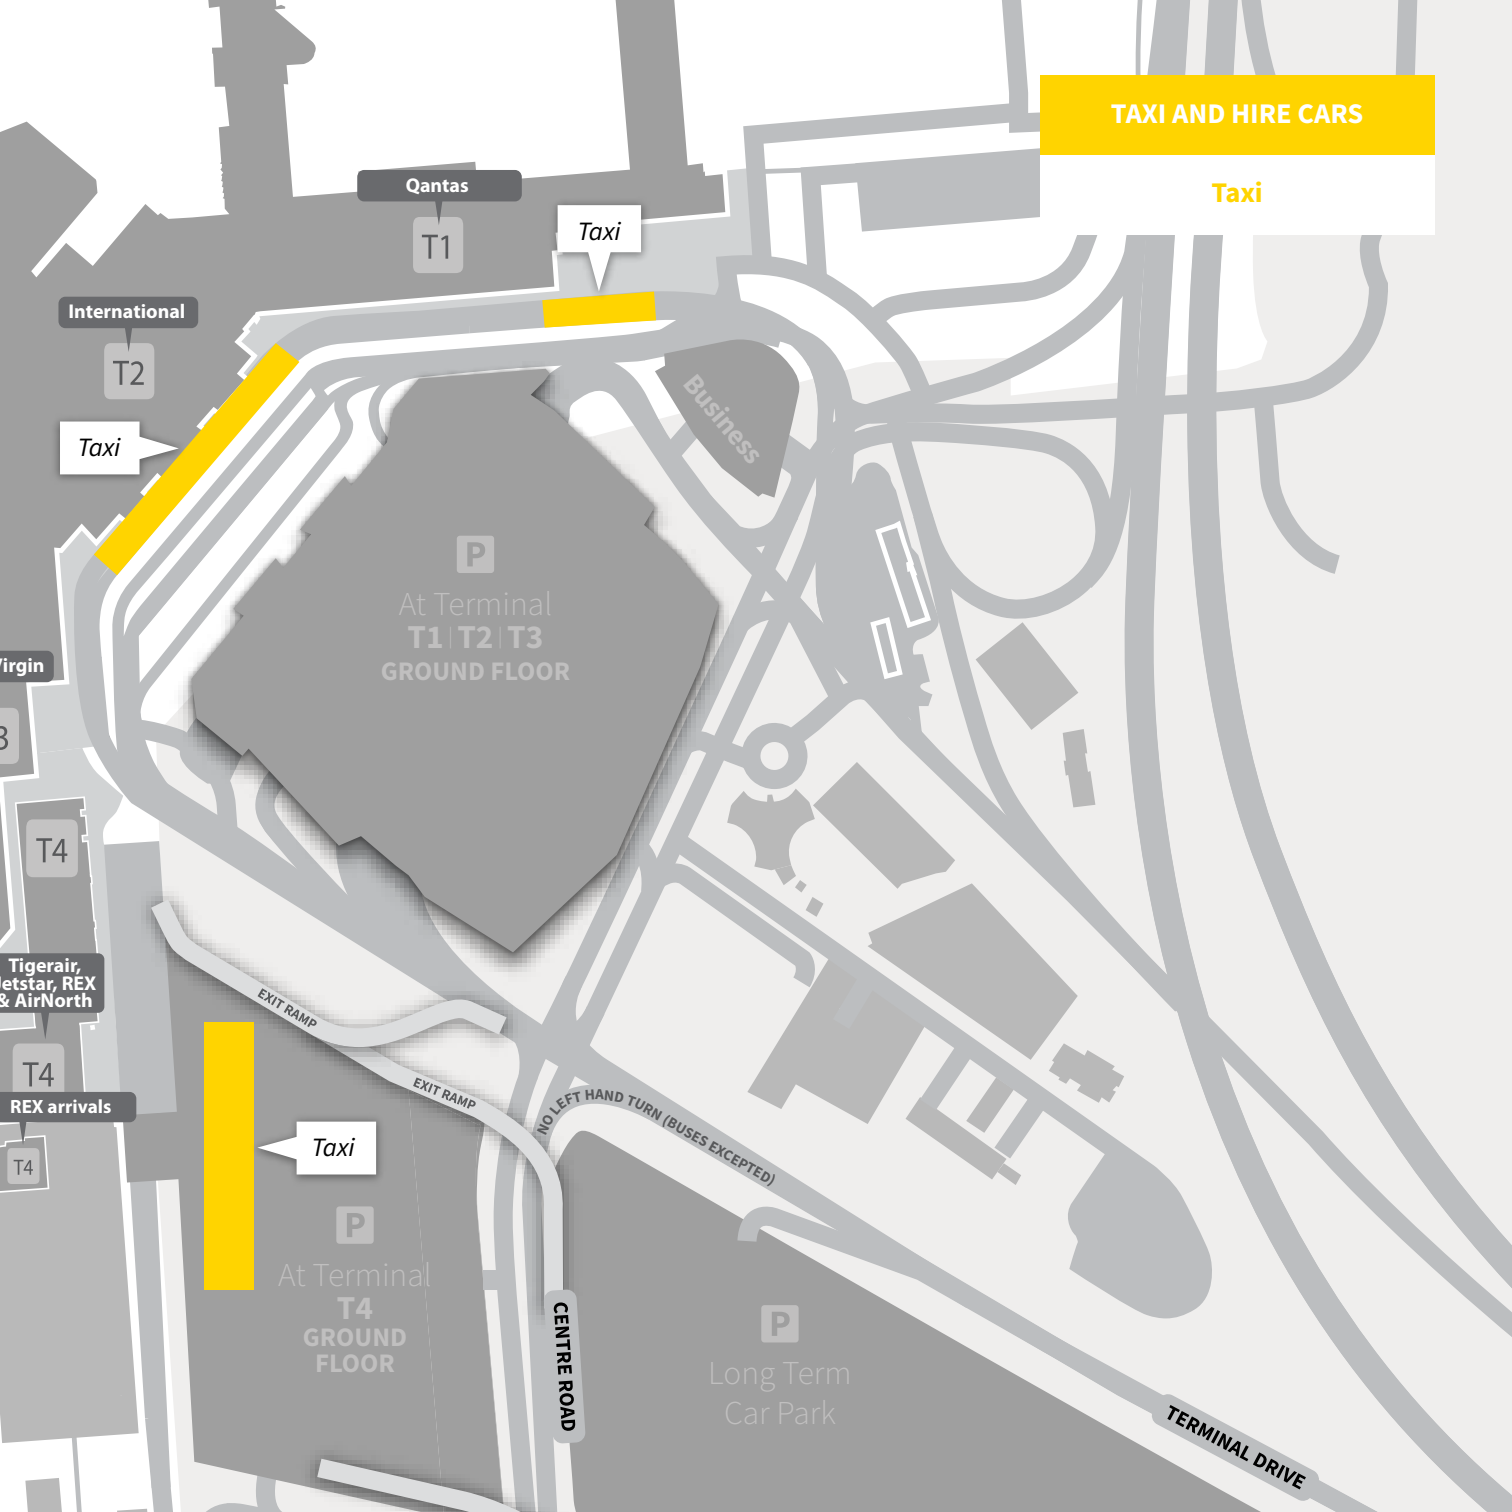 TAXI AND HIRE CARS
Taxi
Qantas
T1
Taxi
International
T2
Business
Taxi
P
At Terminal
T1 | T2 | T3
GROUND FLOOR
Virgin
3
T4
Tigerair,
Jetstar, REX
& AirNorth
T4
EXIT RAMP
EXIT RAMP
REX arrivals
T4
NO LEFT HAND TURN (BUSES EXCEPTED)
Taxi
P
At Terminal
T4
GROUND
FLOOR
CENTRE ROAD
P
Long Term
Car Park
TERMINAL DRIVE